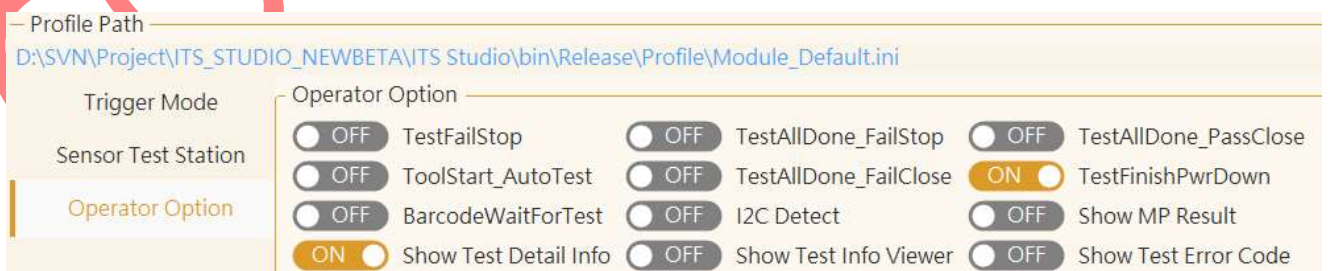 Profile Path
D:\SVN\Project\ITS_STUDIO_NEWBETA\ITS Studio\bin\Release\Profile\Module_Default.ini
Trigger Mode
Sensor Test Station
Operator Option
Operator Option
OFF TestFailStop OFF TestAllDone_FailStop OFF TestAllDone_PassClose
OFF ToolStart_AutoTest OFF TestAllDone_FailClose ON TestFinishPwrDown
OFF BarcodeWaitForTest OFF I2C Detect OFF Show MP Result
ON Show Test Detail Info OFF Show Test Info Viewer OFF Show Test Error Code